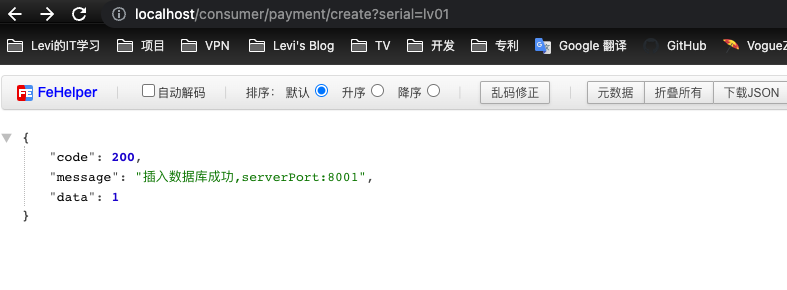 localhost/consumer/payment/create?serial=lv01
Levi的IT学习 项目 VPN Levi's Blog TV 开发 专利 Google 翻译 GitHub VogueZ
FE FeHelper 自动解码 排序: 默认 升序 降序 乱码修正 元数据 折叠所有 下载JSON
{
"code": 200,
"message": "插入数据库成功,serverPort:8001",
"data": 1
}